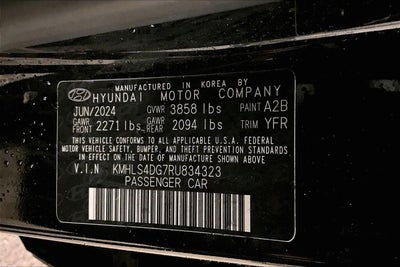 MANUFACTURED IN KOREA BY
HYUNDAI MOTOR COMPANY
JUN/2024 GVWR 3858 lbs PAINT A2B
GAWR FRONT 2271 lbs GAWR REAR 2094 lbs TRIM YFR
THIS VEHICLE CONFORMS TO ALL APPLICABLE U.S.A. FEDERAL
MOTOR VEHICLE SAFETY, BUMPER, AND THEFT PREVENTION STANDARDS
IN EFFECT ON THE DATE OF MANUFACTURE SHOWN ABOVE
V.I.N KMHLS4DG7RU834323
PASSENGER CAR